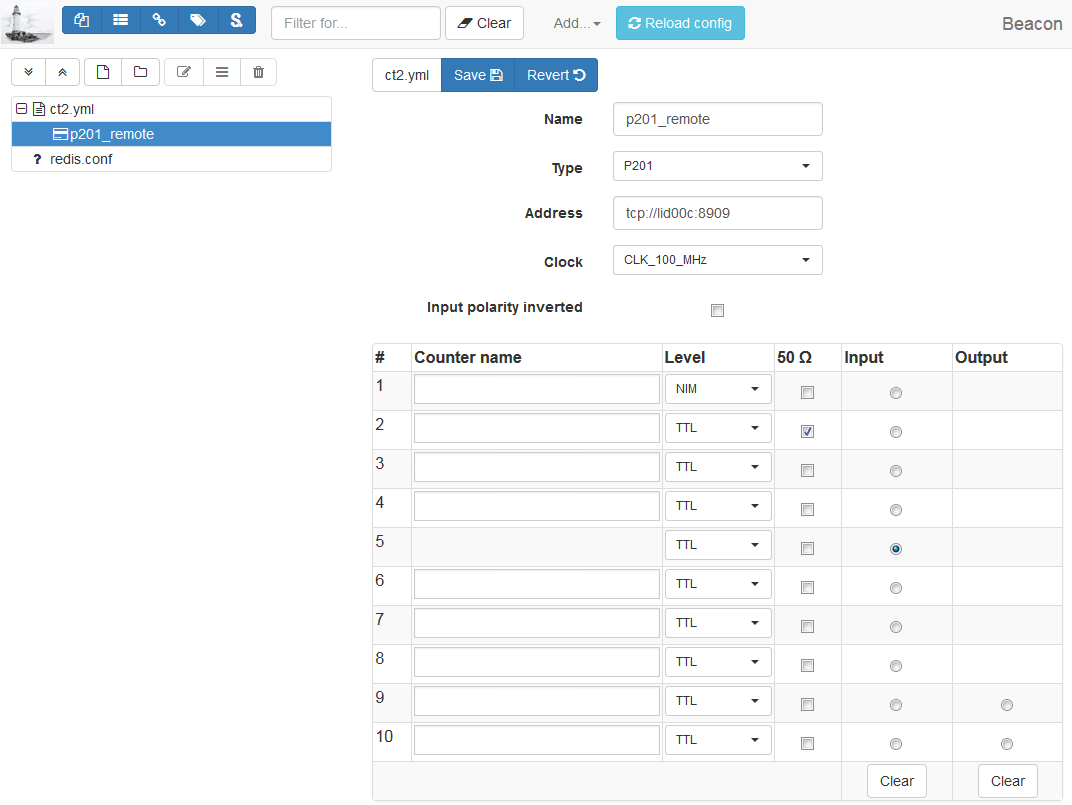 Filter for... Clear Add... Reload config Beacon
ct2.yml Save Revert
ct2.yml
p201_remote
? redis.conf
Name p201_remote
Type P201
Address tcp://lid00c:8909
Clock CLK_100_MHz
Input polarity inverted
# Counter name Level 50 Ω Input Output
1 NIM
2 TTL
3 TTL
4 TTL
5 TTL
6 TTL
7 TTL
8 TTL
9 TTL
10 TTL
Clear Clear